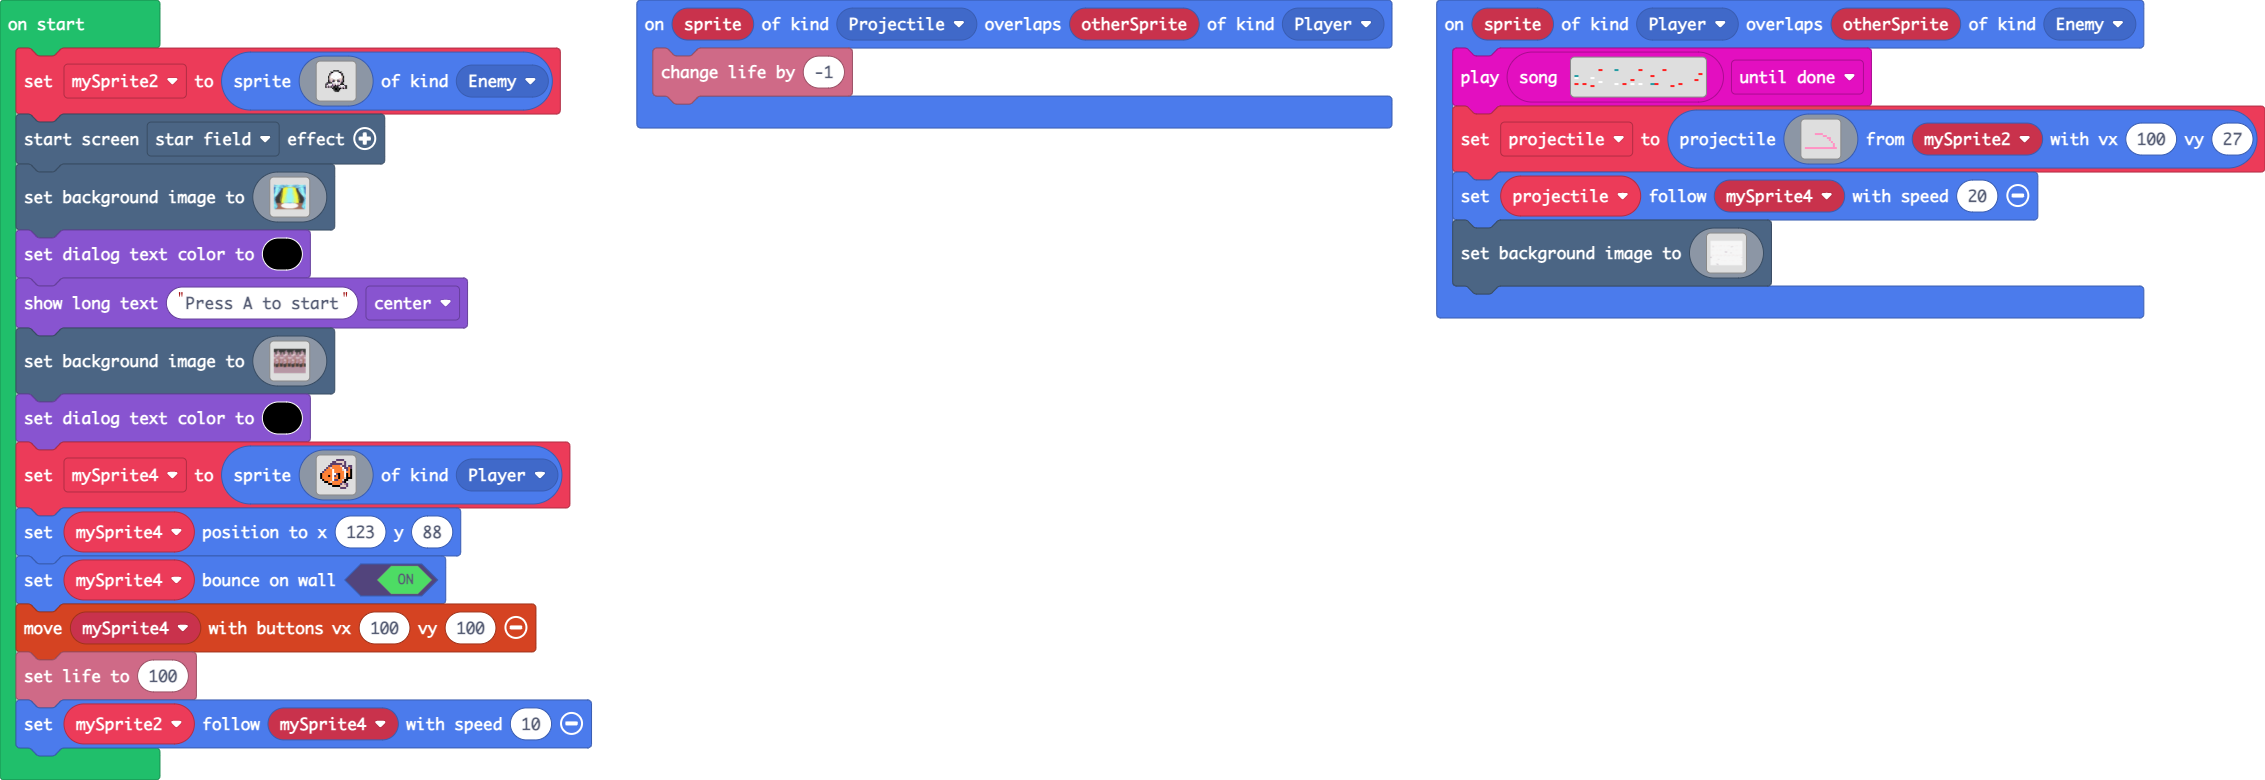 on start
set mySprite2 to sprite of kind Enemy
start screen star field effect
set background image to
set dialog text color to
show long text "Press A to start" center
set background image to
set dialog text color to
set mySprite4 to sprite of kind Player
set mySprite4 position to x 123 y 88
set mySprite4 bounce on wall ON
move mySprite4 with buttons vx 100 vy 100
set life to 100
set mySprite2 follow mySprite4 with speed 10
on sprite of kind Projectile overlaps otherSprite of kind Player
change life by -1
on sprite of kind Player overlaps otherSprite of kind Enemy
play song until done
set projectile to projectile from mySprite2 with vx 100 vy 27
set projectile follow mySprite4 with speed 20
set background image to